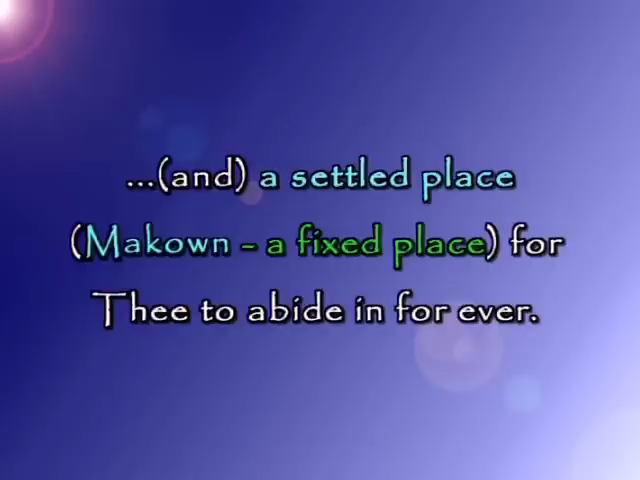 ...(and) a settled place
(Makown - a fixed place) for
Thee to abide in for ever.